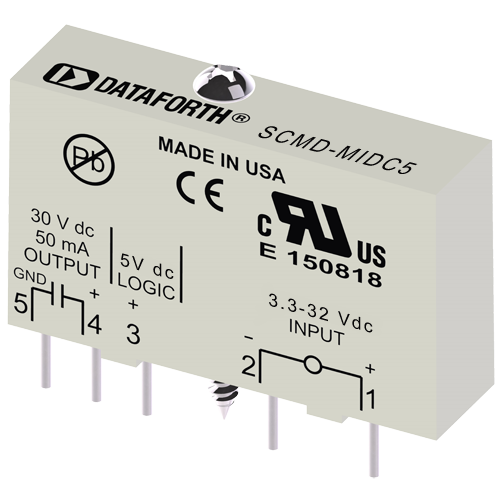 DATAFORTH® SCMD-MIDC5
Pb
MADE IN USA
CE
c RU US
E 150818
30 V dc
50 mA
OUTPUT
GND
5 4
+
5V dc
LOGIC
+
3
3.3-32 Vdc
INPUT
- +
2 1